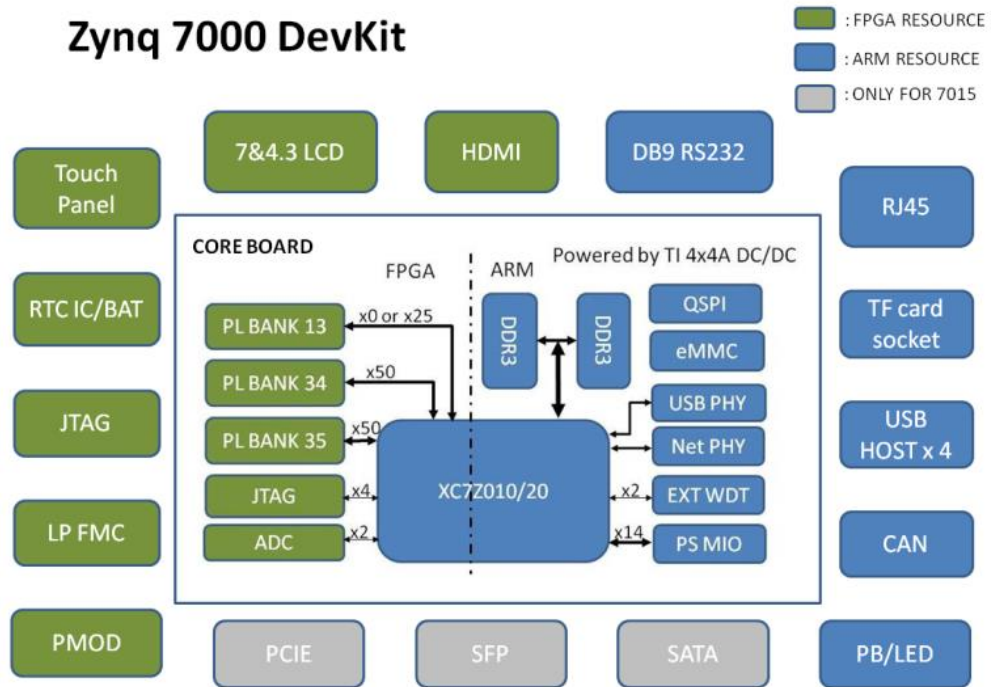 Zynq 7000 DevKit
: FPGA RESOURCE
: ARM RESOURCE
: ONLY FOR 7015
7&4.3 LCD
HDMI
DB9 RS232
Touch
Panel
RJ45
CORE BOARD
FPGA
ARM
Powered by TI 4x4A DC/DC
RTC IC/BAT
PL BANK 13
x0 or x25
DDR3
DDR3
QSPI
eMMC
TF card
socket
PL BANK 34
x50
USB PHY
JTAG
PL BANK 35
x50
Net PHY
USB
HOST x 4
JTAG
x4
XC7Z010/20
x2
EXT WDT
LP FMC
ADC
x2
x14
PS MIO
CAN
PMOD
PCIE
SFP
SATA
PB/LED